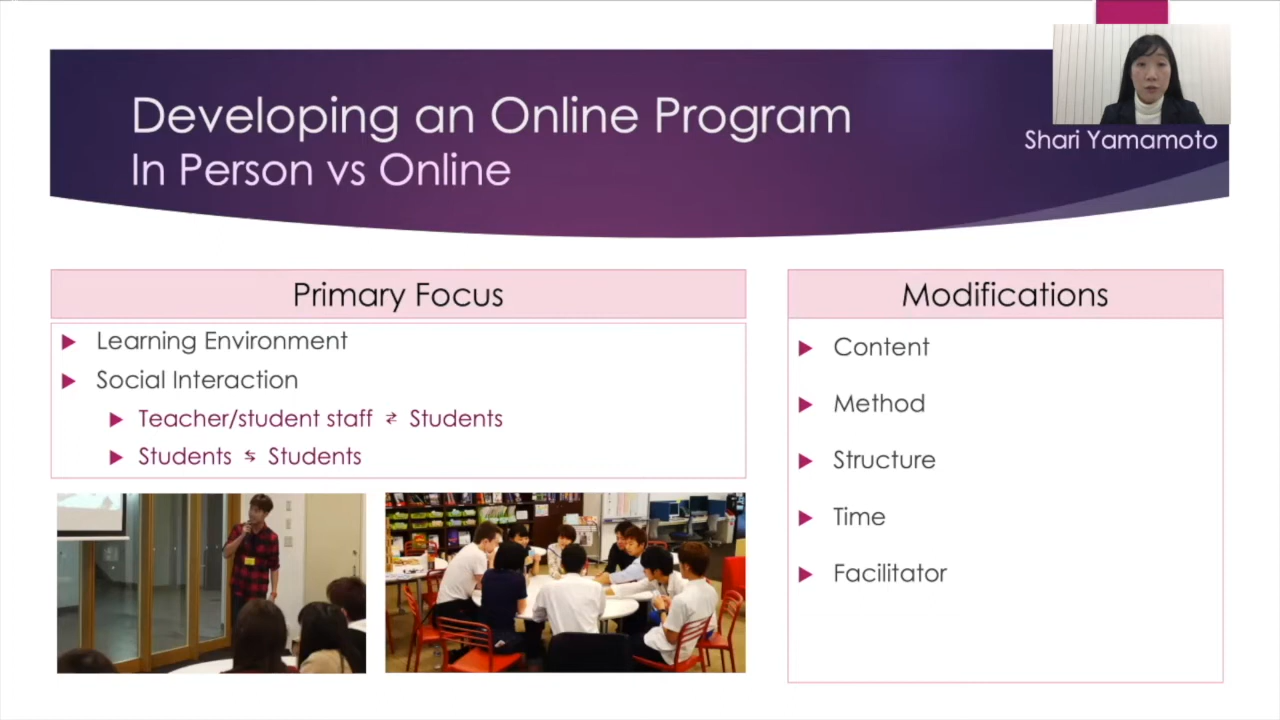 Developing an Online Program
In Person vs Online
Shari Yamamoto
Primary Focus
Learning Environment
Social Interaction
Teacher/student staff ⇄ Students
Students ⇆ Students
Modifications
Content
Method
Structure
Time
Facilitator